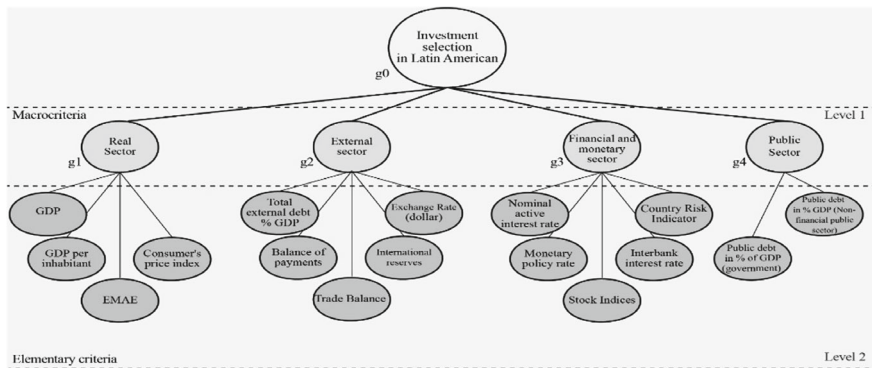 Investment
selection
in Latin American
g0
Macrocriteria
Level 1
Real
Sector
g1
External
sector
g2
Financial and
monetary
sector
g3
Public
Sector
g4
GDP
GDP per
inhabitant
EMAE
Consumer's
price index
Total
external debt
% GDP
Balance of
payments
Trade Balance
International
reserves
Exchange Rate
(dollar)
Nominal
active
interest rate
Monetary
policy rate
Stock Indices
Interbank
interest rate
Country Risk
Indicator
Public debt
in % of GDP
(government)
Public debt
in % GDP (Non-
financial public
sector)
Elementary criteria
Level 2